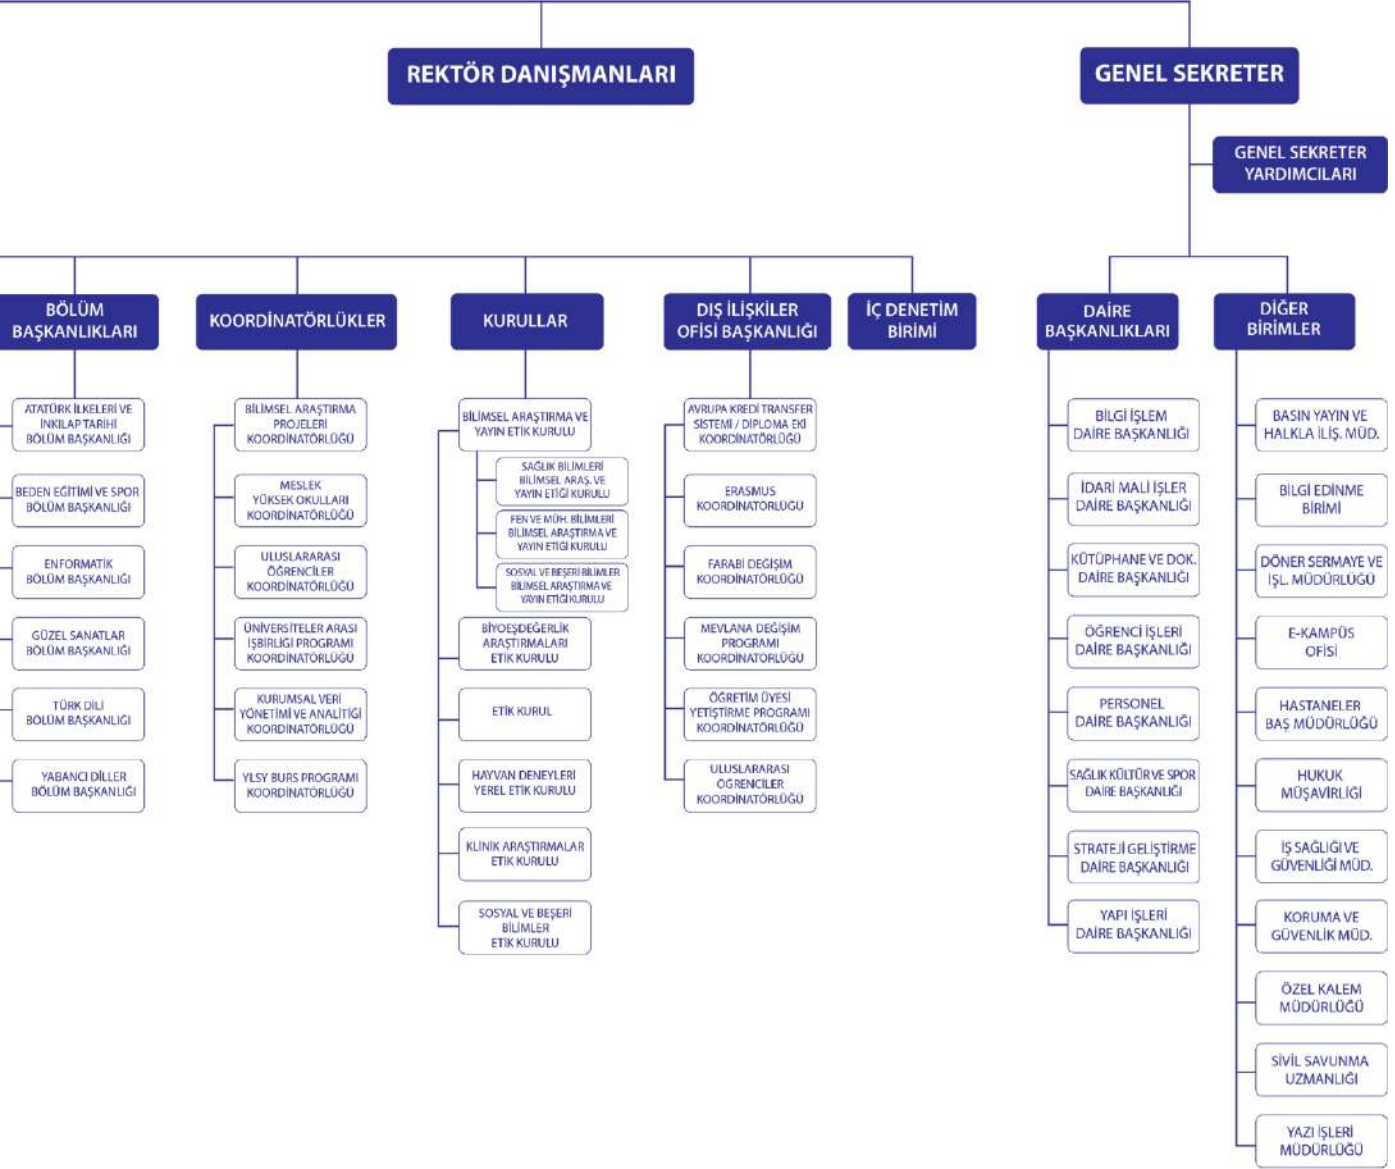 REKTÖR DANIŞMANLARI
GENEL SEKRETER
GENEL SEKRETER
YARDIMCILARI
BÖLÜM
BAŞKANLIKLARI
ATATÜRK İLKELERİ VE
İNKILAP TARİHİ
BÖLÜM BAŞKANLIĞI
BEDEN EĞİTİMİ VE SPOR
BÖLÜM BAŞKANLIĞI
ENFORMATİK
BÖLÜM BAŞKANLIĞI
GÜZEL SANATLAR
BÖLÜM BAŞKANLIĞI
TÜRK DİLİ
BÖLÜM BAŞKANLIĞI
YABANCI DİLLER
BÖLÜM BAŞKANLIĞI
KOORDİNATÖRLÜKLER
BİLİMSEL ARAŞTIRMA
PROJELERİ
KOORDİNATÖRLÜĞÜ
MESLEK
YÜKSEK OKULLARI
KOORDİNATÖRLÜĞÜ
ULUSLARARASI
ÖĞRENCİLER
KOORDİNATÖRLÜĞÜ
ÜNİVERSİTELER ARASI
İŞBİRLİĞİ PROGRAMI
KOORDİNATÖRLÜĞÜ
KURUMSAL VERİ
YÖNETİMİ VE ANALİTİĞİ
KOORDİNATÖRLÜĞÜ
YLSY BURS PROGRAMI
KOORDİNATÖRLÜĞÜ
KURULLAR
BİLİMSEL ARAŞTIRMA VE
YAYIN ETİK KURULU
SAĞLIK BİLİMLERİ
BİLİMSEL ARAŞ. VE
YAYIN ETİĞİ KURULU
FEN VE MÜH. BİLİMLERİ
BİLİMSEL ARAŞTIRMA VE
YAYIN ETİĞİ KURULU
SOSYAL VE BEŞERİ BİLİMLER
BİLİMSEL ARAŞTIRMA VE
YAYIN ETİĞİ KURULU
BİYOEŞDEĞERLİK
ARAŞTIRMALARI
ETİK KURULU
ETİK KURUL
HAYVAN DENEYLERİ
YEREL ETİK KURULU
KLİNİK ARAŞTIRMALAR
ETİK KURULU
SOSYAL VE BEŞERİ
BİLİMLER
ETİK KURULU
DIŞ İLİŞKİLER
OFİSİ BAŞKANLIĞI
AVRUPA KREDİ TRANSFER
SİSTEMİ / DİPLOMA EKİ
KOORDİNATÖRLÜĞÜ
ERASMUS
KOORDİNATÖRLÜĞÜ
FARABİ DEĞİŞİM
KOORDİNATÖRLÜĞÜ
MEVLANA DEĞİŞİM
PROGRAMI
KOORDİNATÖRLÜĞÜ
ÖĞRETİM ÜYESİ
YETİŞTİRME PROGRAMI
KOORDİNATÖRLÜĞÜ
ULUSLARARASI
ÖĞRENCİLER
KOORDİNATÖRLÜĞÜ
İÇ DENETİM
BİRİMİ
DAİRE
BAŞKANLIKLARI
BİLGİ İŞLEM
DAİRE BAŞKANLIĞI
İDARİ MALİ İŞLER
DAİRE BAŞKANLIĞI
KÜTÜPHANE VE DOK.
DAİRE BAŞKANLIĞI
ÖĞRENCİ İŞLERİ
DAİRE BAŞKANLIĞI
PERSONEL
DAİRE BAŞKANLIĞI
SAĞLIK KÜLTÜR VE SPOR
DAİRE BAŞKANLIĞI
STRATEJİ GELİŞTİRME
DAİRE BAŞKANLIĞI
YAPI İŞLERİ
DAİRE BAŞKANLIĞI
DİĞER
BİRİMLER
BASIN YAYIN VE
HALKLA İLİŞ. MÜD.
BİLGİ EDİNME
BİRİMİ
DÖNER SERMAYE VE
İŞL. MÜDÜRLÜĞÜ
E-KAMPÜS
OFİSİ
HASTANELER
BAŞ MÜDÜRLÜĞÜ
HUKUK
MÜŞAVİRLİĞİ
İŞ SAĞLIĞI VE
GÜVENLİĞİ MÜD.
KORUMA VE
GÜVENLİK MÜD.
ÖZEL KALEM
MÜDÜRLÜĞÜ
SİVİL SAVUNMA
UZMANLIĞI
YAZI İŞLERİ
MÜDÜRLÜĞÜ